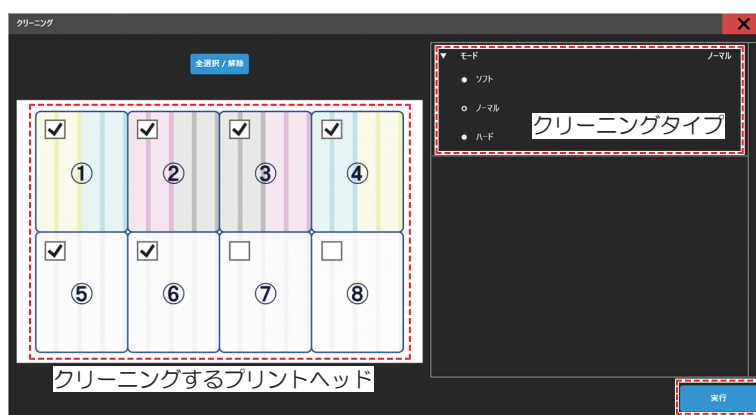 クリーニング
全選択 / 解除
▼ モード ノーマル
ソフト
ノーマル
ハード
クリーニングタイプ
① ② ③ ④
⑤ ⑥ ⑦ ⑧
クリーニングするプリントヘッド
実行